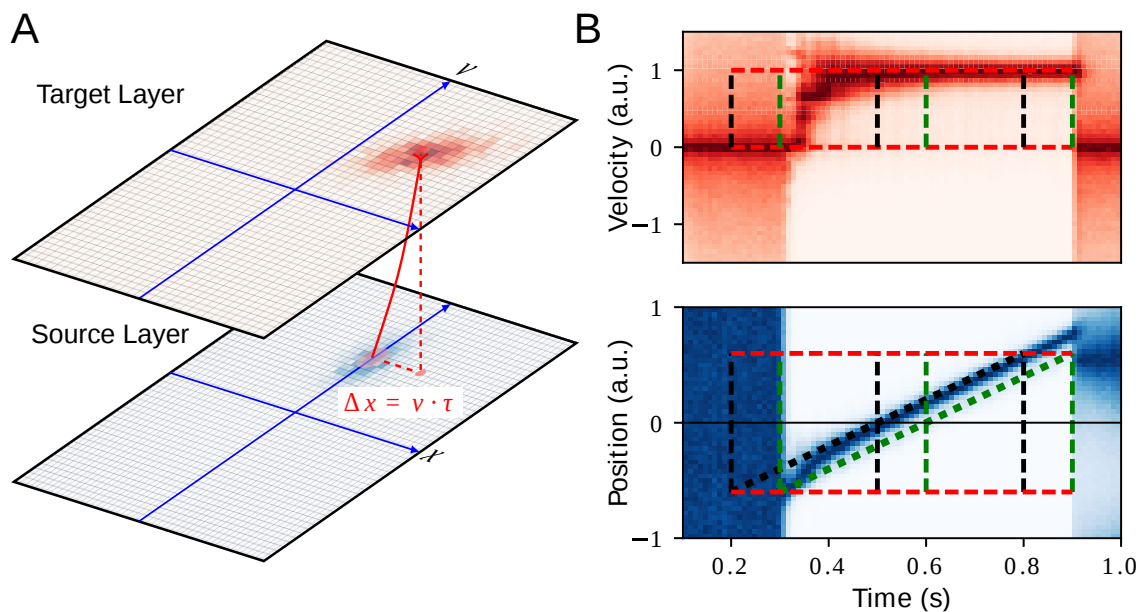 A
Target Layer
v
Source Layer
Δ x = v · τ
x
B
Velocity (a.u.)
1
0
−1
Position (a.u.)
1
0
−1
0.2
0.4
0.6
0.8
1.0
Time (s)